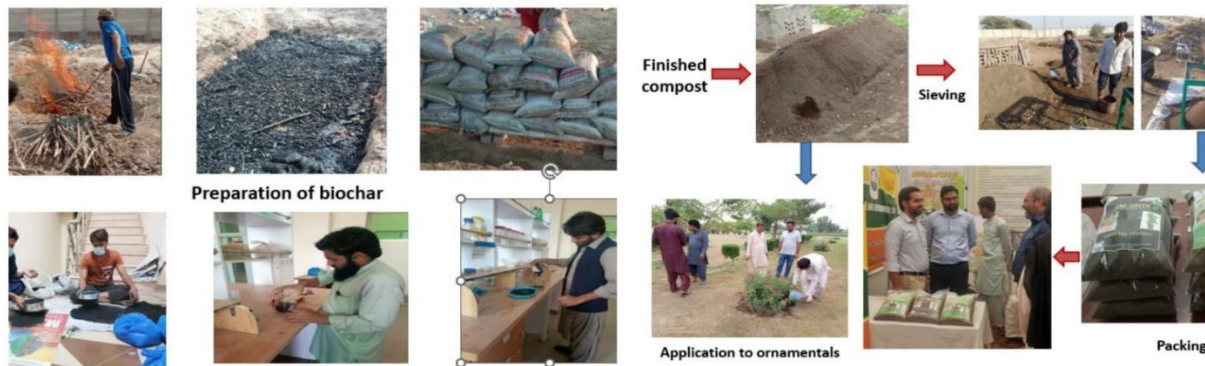 Preparation of biochar
Finished
compost
Sieving
Application to ornamentals
Packing